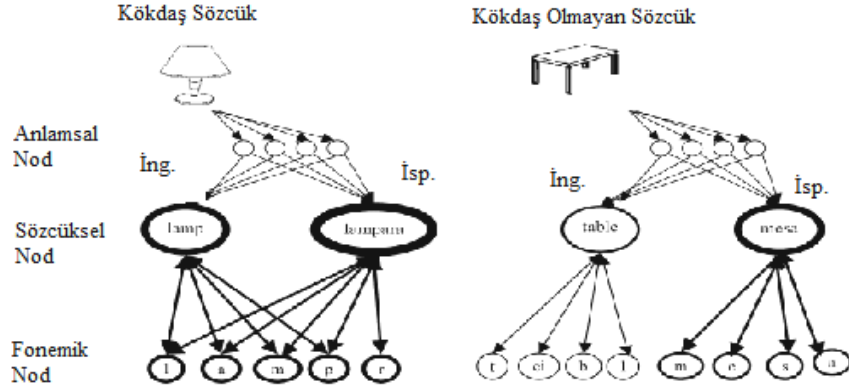 Kökdaş Sözcük
Kökdaş Olmayan Sözcük
Anlamsal
Nod
İng.
İsp.
İng.
İsp.
Sözcüksel
Nod
lamp
lampara
table
mesa
Fonemik
Nod
l a m p r
t ei b l
m e s a